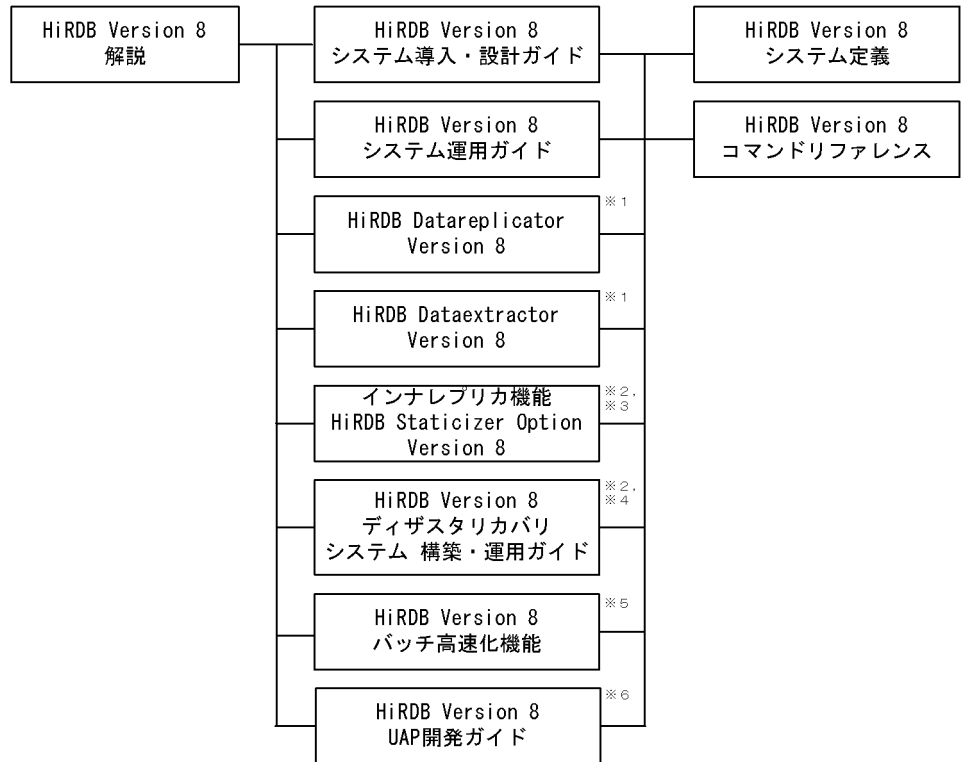 HiRDB Version 8
解説
HiRDB Version 8
システム導入・設計ガイド
HiRDB Version 8
システム定義
HiRDB Version 8
システム運用ガイド
HiRDB Version 8
コマンドリファレンス
HiRDB Datareplicator
Version 8
※1
HiRDB Dataextractor
Version 8
※1
インナレプリカ機能
HiRDB Staticizer Option
Version 8
※2,
※3
HiRDB Version 8
ディザスタリカバリ
システム 構築・運用ガイド
※2,
※4
HiRDB Version 8
バッチ高速化機能
※5
HiRDB Version 8
UAP開発ガイド
※6